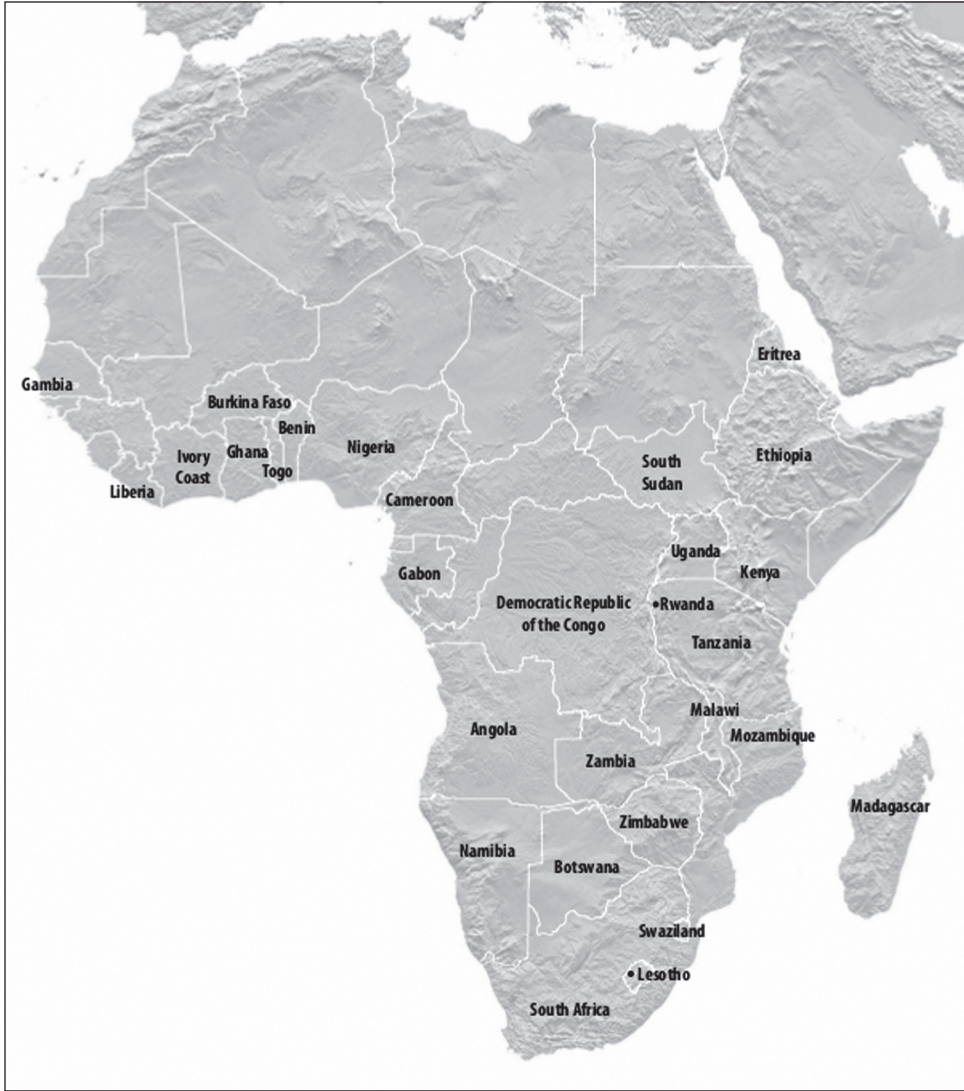 Eritrea
Gambia
Burkina Faso
Benin
Nigeria
Ghana
Ivory
Coast
Togo
Ethiopia
South
Sudan
Liberia
Cameroon
Uganda
Kenya
Gabon
Democratic Republic
of the Congo
Rwanda
Tanzania
Malawi
Angola
Mozambique
Zambia
Madagascar
Zimbabwe
Namibia
Botswana
Swaziland
Lesotho
South Africa